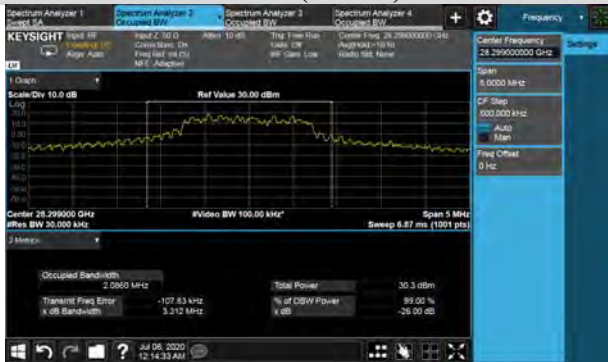 Spectrum Analyzer 1
Swept SA
Spectrum Analyzer 2
Occupied BW
Spectrum Analyzer 3
Occupied BW
Spectrum Analyzer 4
Occupied BW
+
Frequency
KEYSIGHT
Input: RF
Align: Auto
Input Z: 50 Ω
Corrections: Off
Freq Ref: Int (S)
NFE: Adaptive
Atten: 10 dB
Trig: Free Run
Gate: Off
#IF Gain: Low
Center Freq: 28.299000000 GHz
Avg|Hold: >10/10
Radio Std: None
Center Frequency
28.299000000 GHz
Settings
Span
5.0000 MHz
CF Step
500.000 kHz
Auto
Man
Freq Offset
0 Hz
1 Graph
Scale/Div 10.0 dB
Ref Value 30.00 dBm
Log
Center 28.299000 GHz
#Video BW 100.00 kHz*
Span 5 MHz
#Res BW 30.000 kHz
Sweep 6.87 ms (1001 pts)
2 Metrics
Occupied Bandwidth
2.0860 MHz
Total Power
30.3 dBm
Transmit Freq Error
-107.83 kHz
% of OBW Power
99.00 %
x dB Bandwidth
3.312 MHz
x dB
-26.00 dB
?
Jul 06, 2020
12:14:33 AM